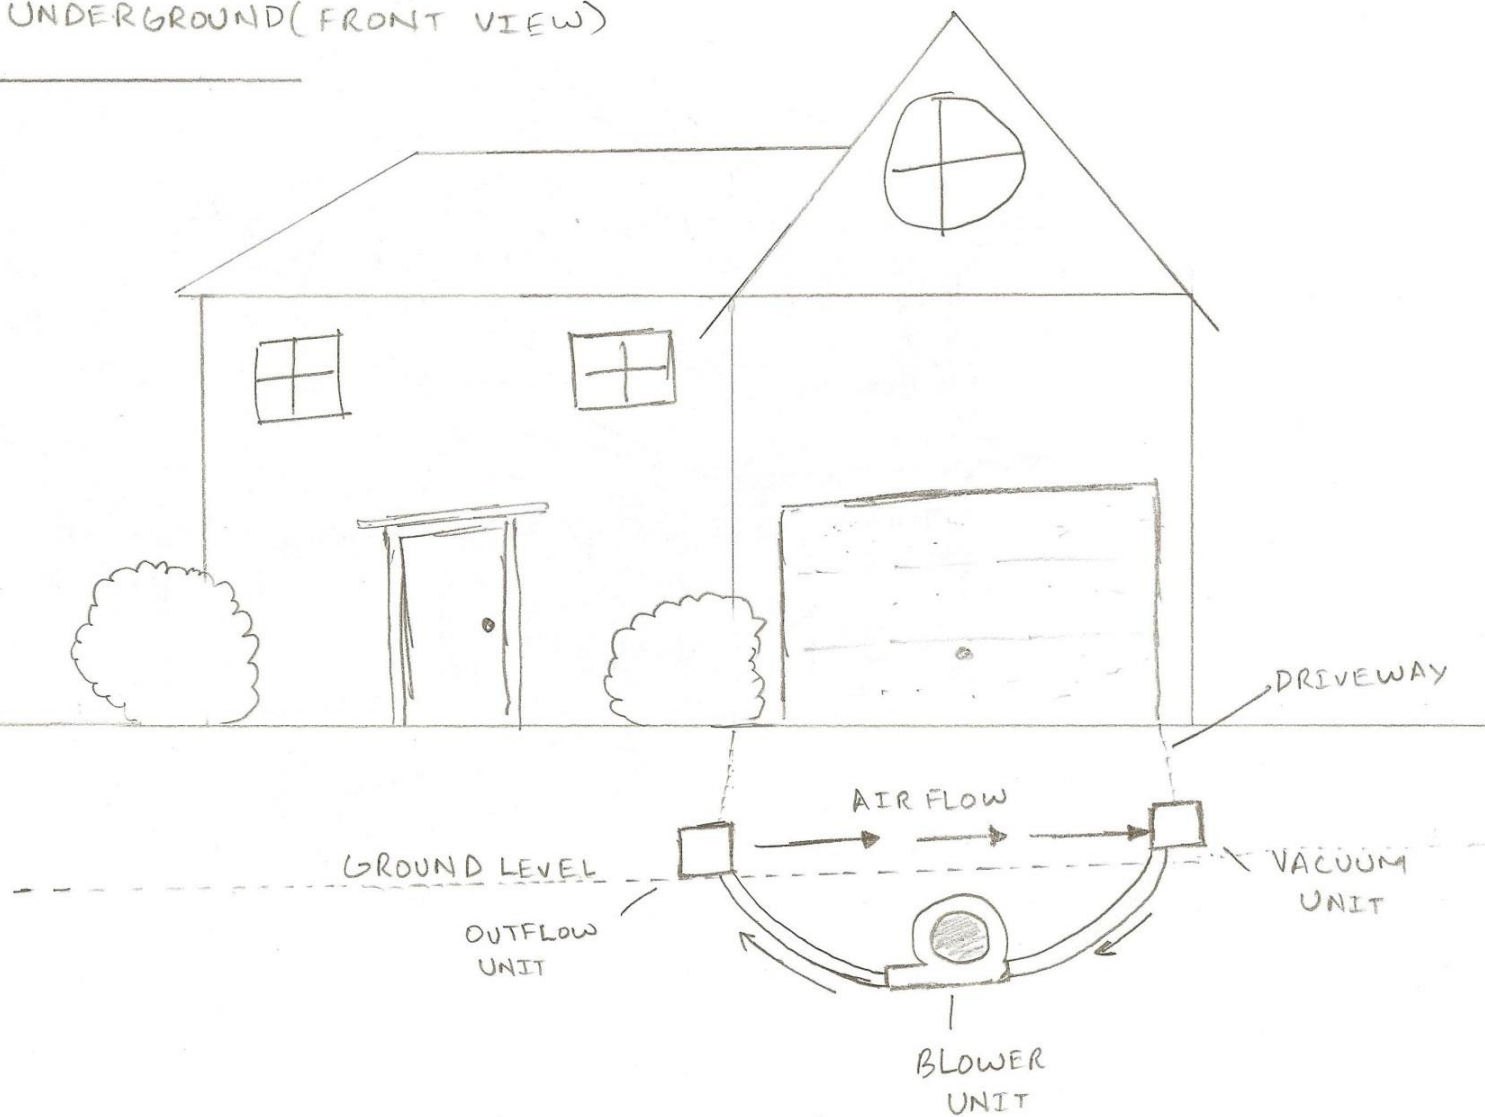 UNDERGROUND(FRONT VIEW)
DRIVEWAY
AIR FLOW
GROUND LEVEL
VACUUM
UNIT
OUTFLOW
UNIT
BLOWER
UNIT